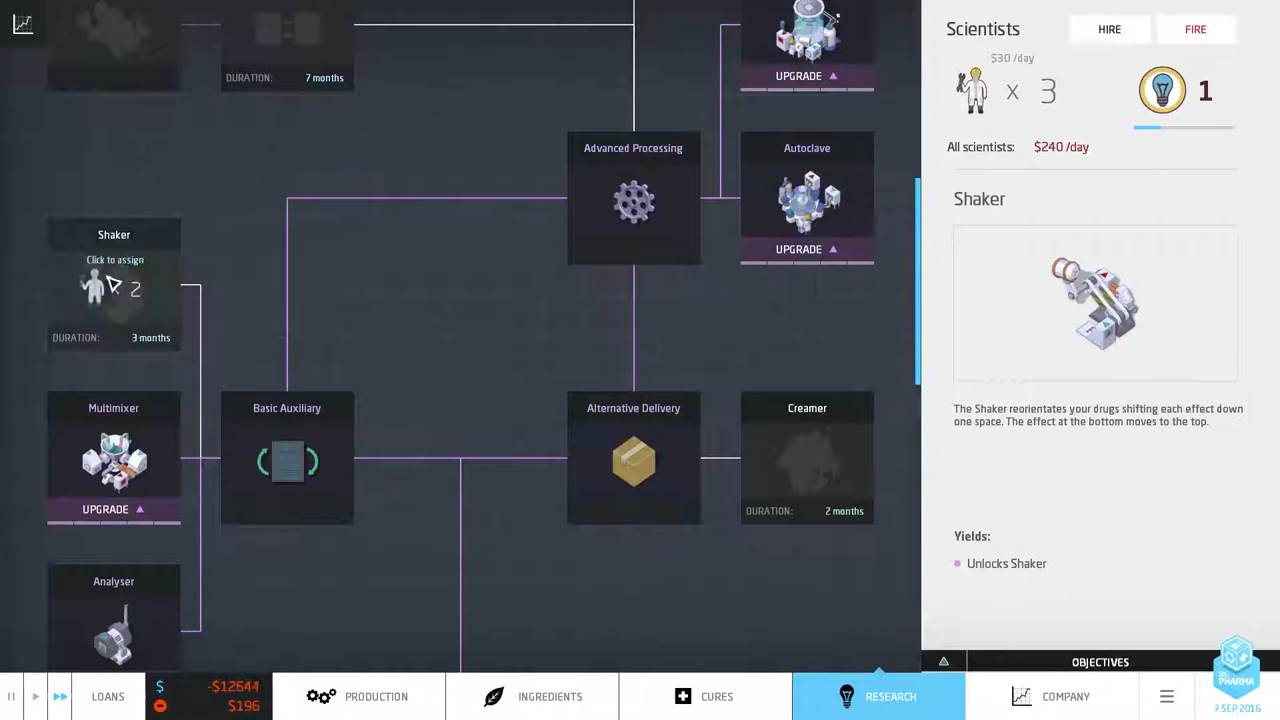 Scientists
HIRE
FIRE
$30 /day
x 3
1
All scientists: $240 /day
DURATION: 7 months
UPGRADE
Advanced Processing
Autoclave
UPGRADE
Shaker
Click to assign
2
DURATION: 3 months
Multimixer
UPGRADE
Basic Auxiliary
Alternative Delivery
Creamer
DURATION: 2 months
Analyser
Shaker
The Shaker reorientates your drugs shifting each effect down
one space. The effect at the bottom moves to the top.
Yields:
Unlocks Shaker
OBJECTIVES
LOANS
$ -$12644
$196
PRODUCTION
INGREDIENTS
CURES
RESEARCH
COMPANY
BIG
PHARMA
7 SEP 2016